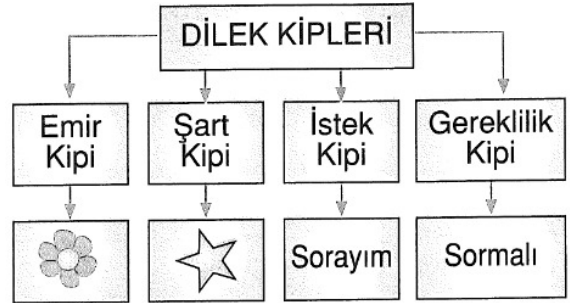 DİLEK KİPLERİ
Emir
Kipi
Şart
Kipi
İstek
Kipi
Gereklilik
Kipi
Sorayım
Sormalı